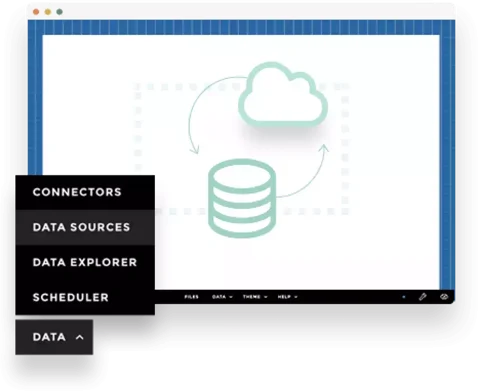 CONNECTORS
DATA SOURCES
DATA EXPLORER
SCHEDULER
DATA
FILES DATA THEME HELP